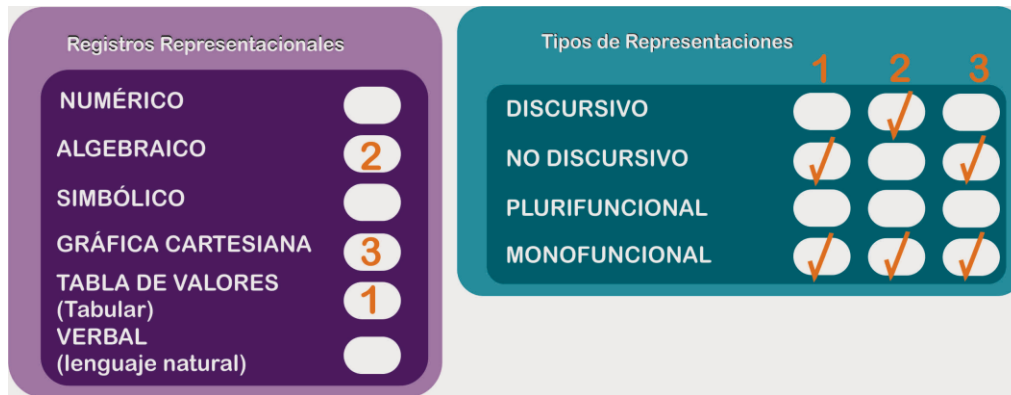 Registros Representacionales
NUMÉRICO
ALGEBRAICO 2
SIMBÓLICO
GRÁFICA CARTESIANA 3
TABLA DE VALORES 1
(Tabular)
VERBAL
(lenguaje natural)
Tipos de Representaciones
1 2 3
DISCURSIVO
NO DISCURSIVO
PLURIFUNCIONAL
MONOFUNCIONAL